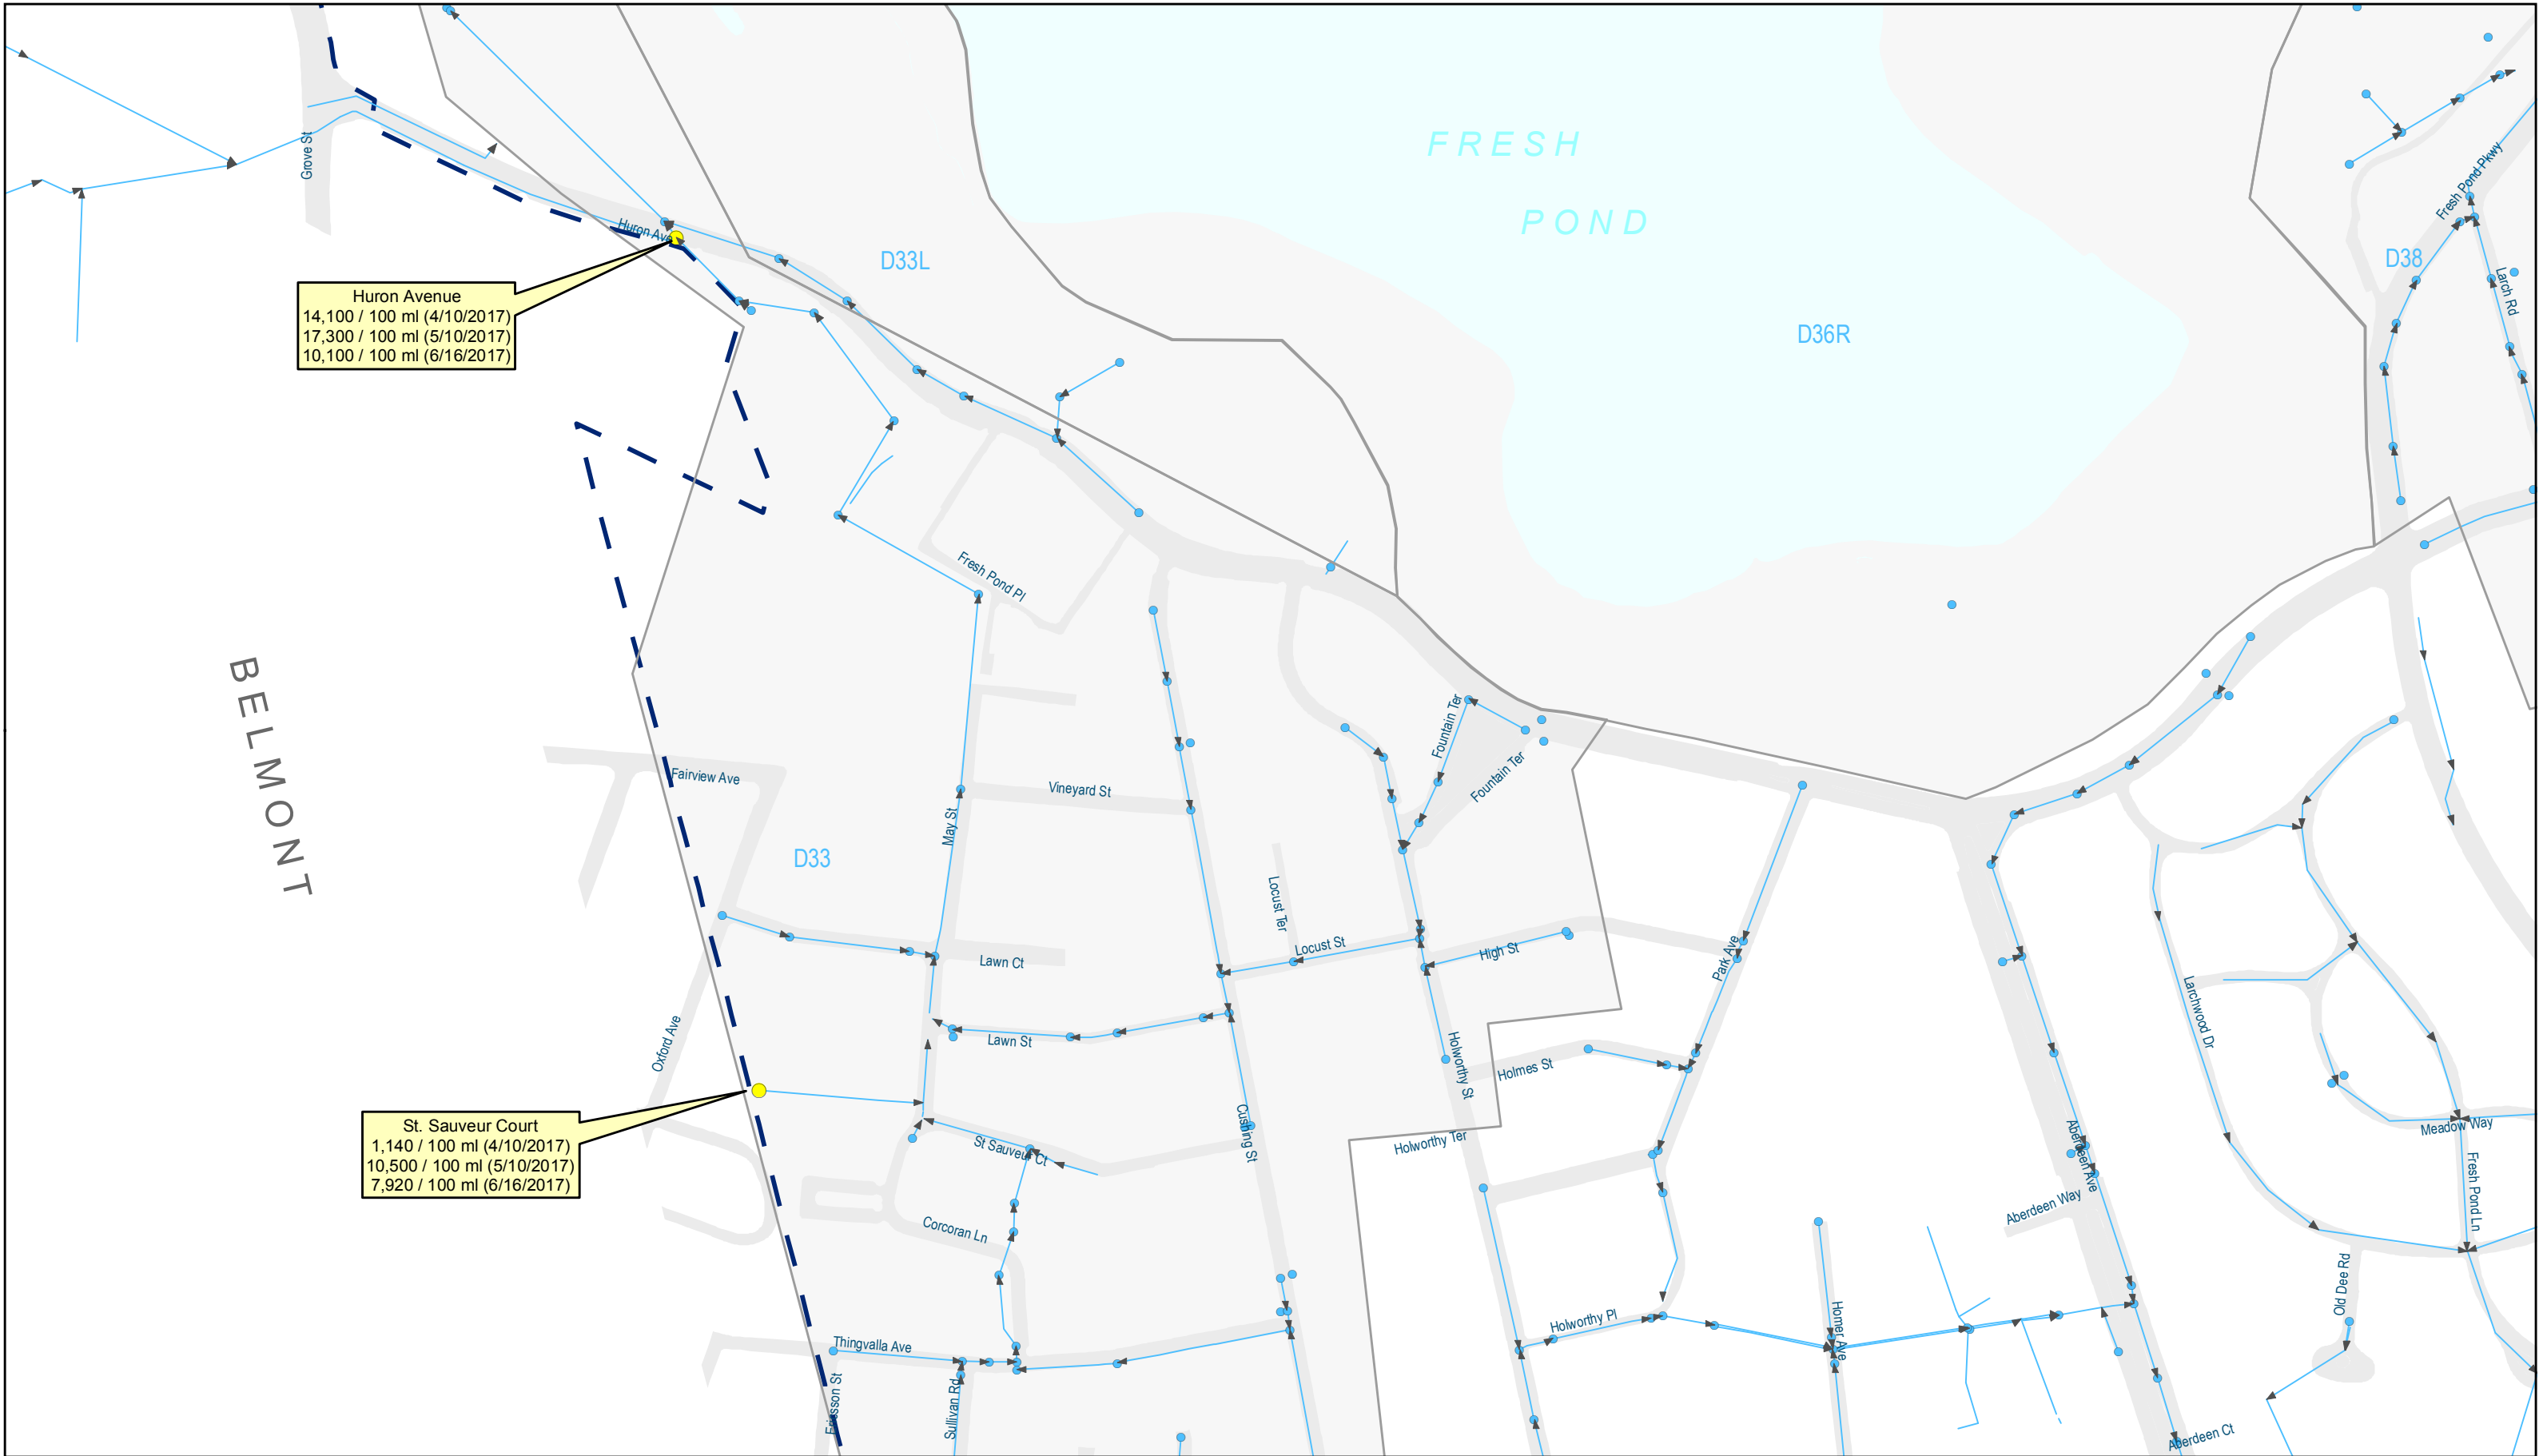 Grove St
Huron Ave
FRESH
POND
D33L
D36R
D38
Fresh Pond Pkwy
Larch Rd
Huron Avenue
14,100 / 100 ml (4/10/2017)
17,300 / 100 ml (5/10/2017)
10,100 / 100 ml (6/16/2017)
Fresh Pond Pl
BELMONT
Fairview Ave
Vineyard St
May St
Fountain Ter
Fountain Ter
D33
Locust Ter
Locust St
High St
Park Ave
Lawn Ct
Lawn St
Oxford Ave
Holworthy St
Holmes St
Larchwood Dr
St. Sauveur Court
1,140 / 100 ml (4/10/2017)
10,500 / 100 ml (5/10/2017)
7,920 / 100 ml (6/16/2017)
St Sauveur Ct
Cushing St
Holworthy Ter
Aberdeen Ave
Meadow Way
Fresh Pond Ln
Aberdeen Way
Corcoran Ln
Old Dee Rd
Holworthy Pl
Homer Ave
Thingvalla Ave
Ericsson St
Sullivan Rd
Aberdeen Ct